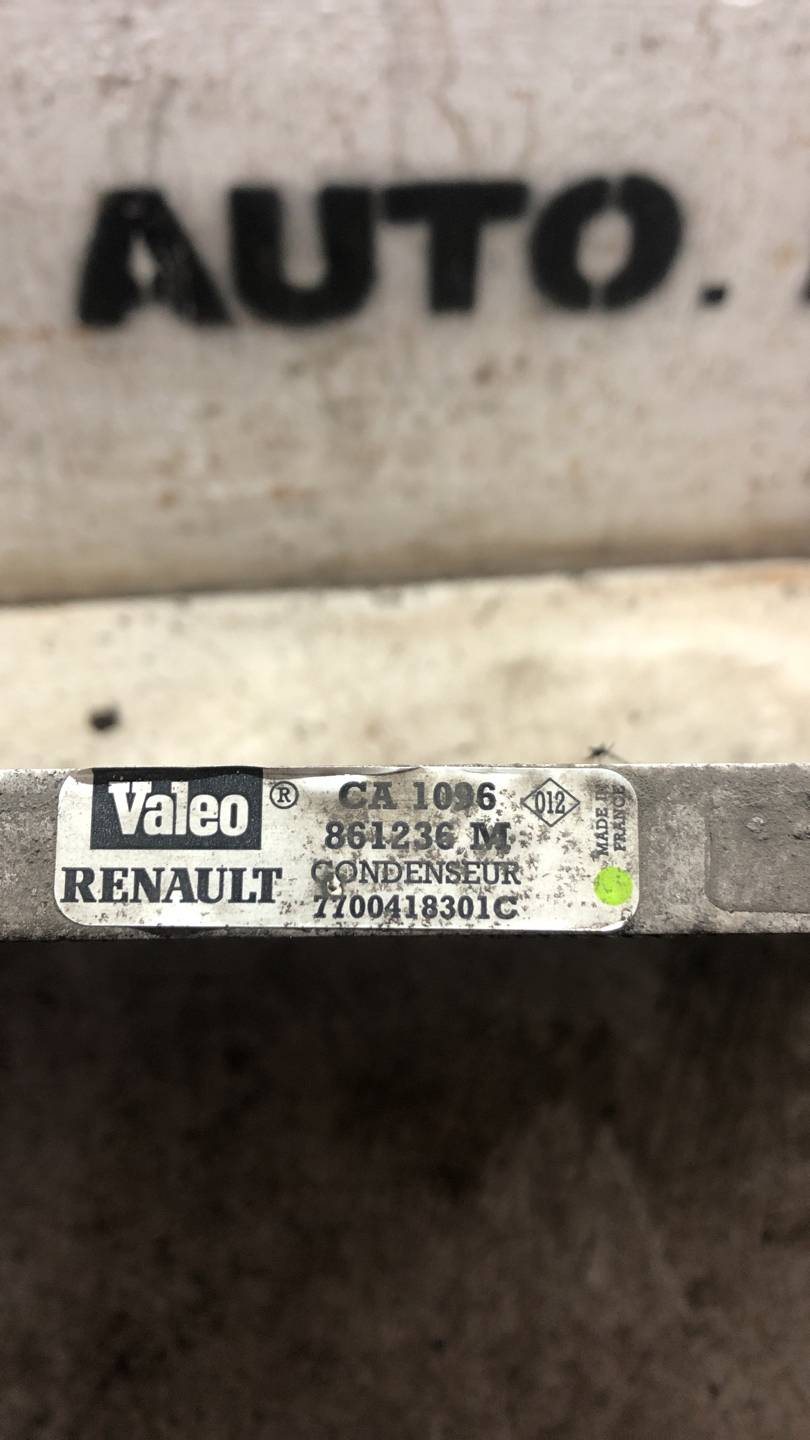 AUTO.
Valeo ®
RENAULT
CA 1096
861236 M
CONDENSEUR
7700418301C
012
MADE IN
FRANCE